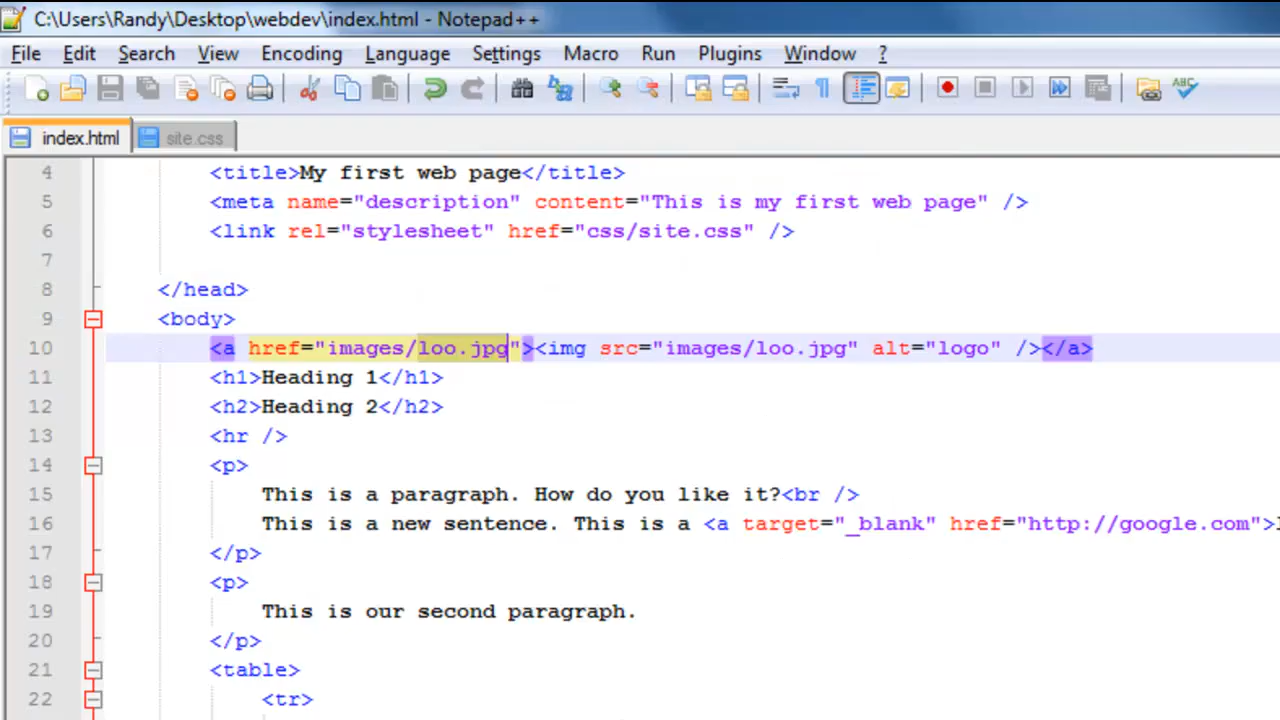 C:\Users\Randy\Desktop\webdev\index.html - Notepad++
File Edit Search View Encoding Language Settings Macro Run Plugins Window ?
ABC
index.html site.css
4 <title>My first web page</title>
5 <meta name="description" content="This is my first web page" />
6 <link rel="stylesheet" href="css/site.css" />
7
8 </head>
9 <body>
10 <a href="images/loo.jpg"><img src="images/loo.jpg" alt="logo" /></a>
11 <h1>Heading 1</h1>
12 <h2>Heading 2</h2>
13 <hr />
14 <p>
15 This is a paragraph. How do you like it?<br />
16 This is a new sentence. This is a <a target="_blank" href="http://google.com">
17 </p>
18 <p>
19 This is our second paragraph.
20 </p>
21 <table>
22 <tr>